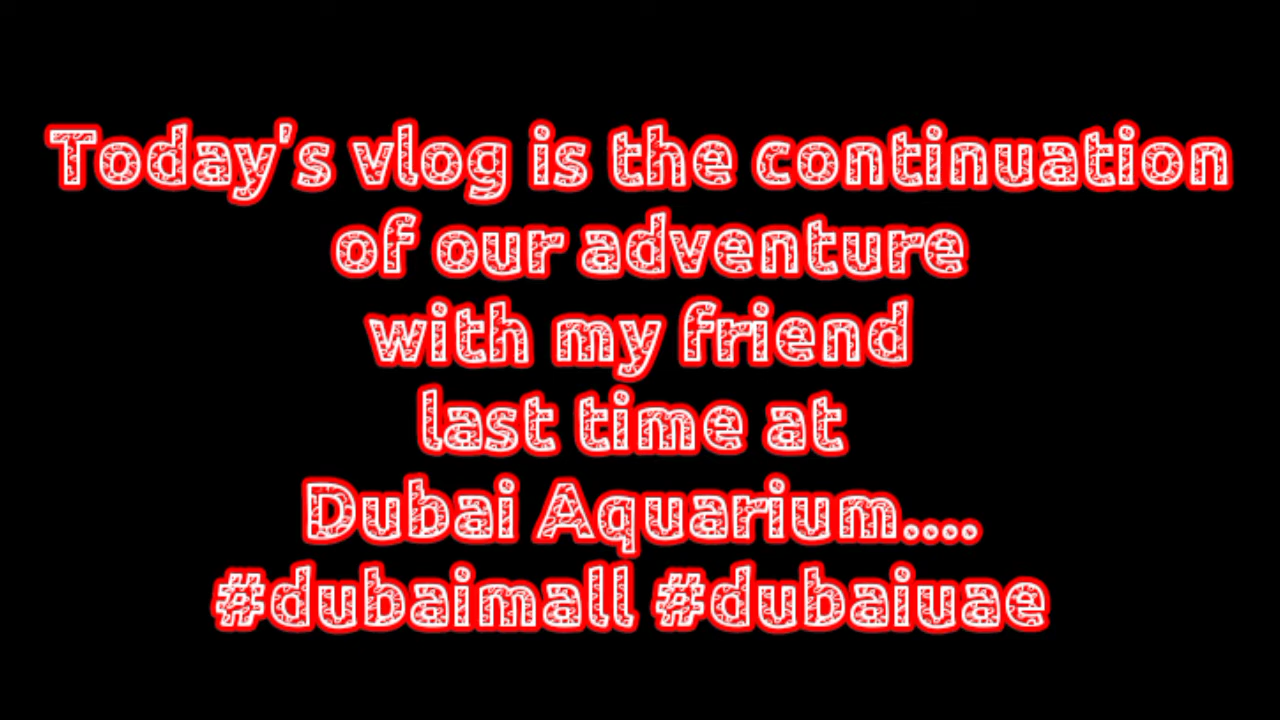 Today's vlog is the continuation
of our adventure
with my friend
last time at
Dubai Aquarium....
#dubaimall #dubaiuae